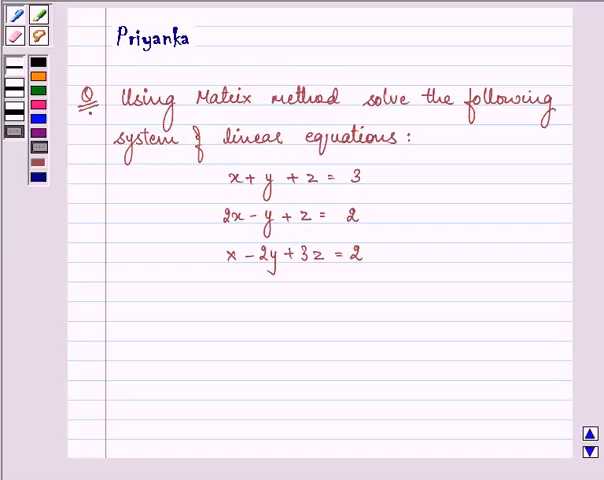 Priyanka
Q Using Matrix method solve the following
system of linear equations :
x + y + z = 3
2x - y + z = 2
x - 2y + 3z = 2